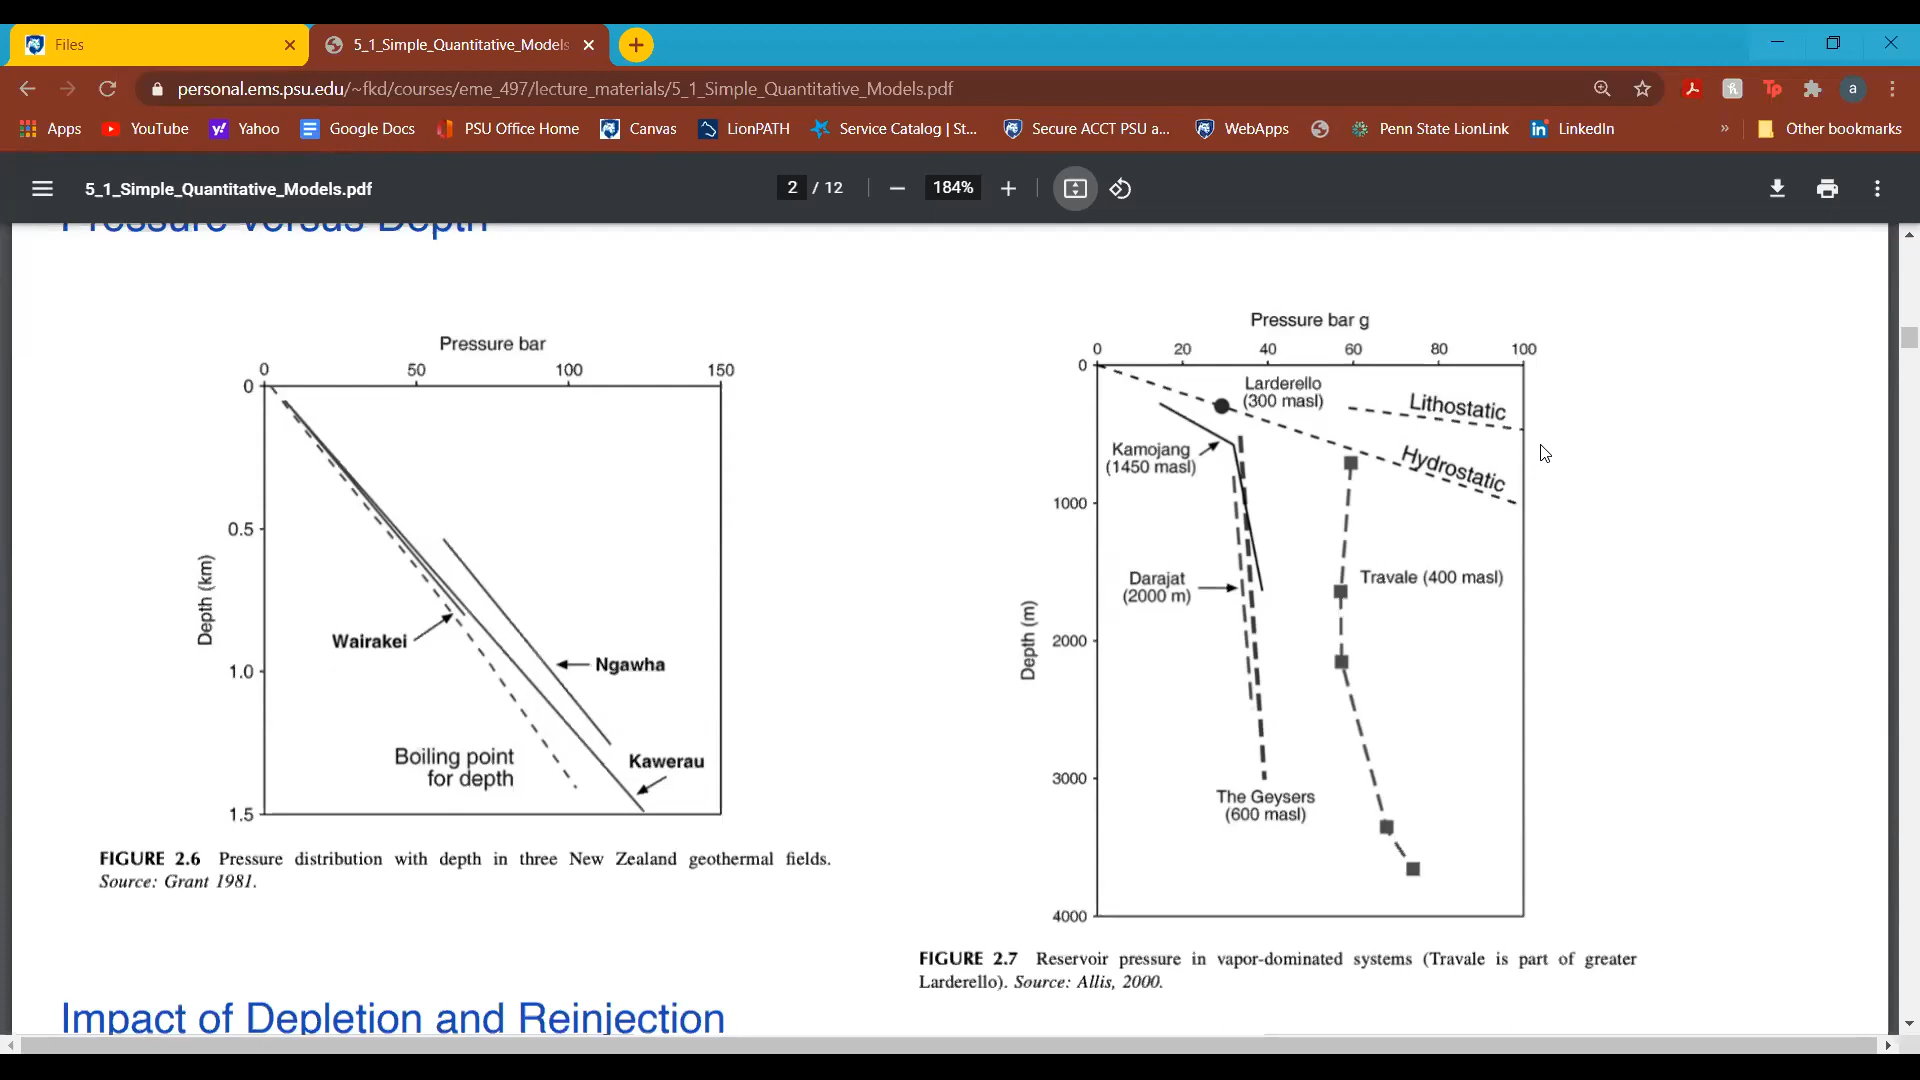 Files
5_1_Simple_Quantitative_Models
personal.ems.psu.edu/~fkd/courses/eme_497/lecture_materials/5_1_Simple_Quantitative_Models.pdf
a
Apps YouTube Yahoo Google Docs PSU Office Home Canvas LionPATH Service Catalog | St... Secure ACCT PSU a... WebApps Penn State LionLink LinkedIn » Other bookmarks
5_1_Simple_Quantitative_Models.pdf 2 / 12 184%
Pressure versus Depth
Pressure bar
0 50 100 150
0
0.5
1.0
1.5
Depth (km)
Wairakei
Ngawha
Boiling point
for depth
Kawerau
FIGURE 2.6 Pressure distribution with depth in three New Zealand geothermal fields.
Source: Grant 1981.
Pressure bar g
0 20 40 60 80 100
0
1000
2000
3000
4000
Depth (m)
Larderello
(300 masl)
Lithostatic
Hydrostatic
Kamojang
(1450 masl)
Darajat
(2000 m)
Travale (400 masl)
The Geysers
(600 masl)
FIGURE 2.7 Reservoir pressure in vapor-dominated systems (Travale is part of greater
Larderello). Source: Allis, 2000.
Impact of Depletion and Reinjection